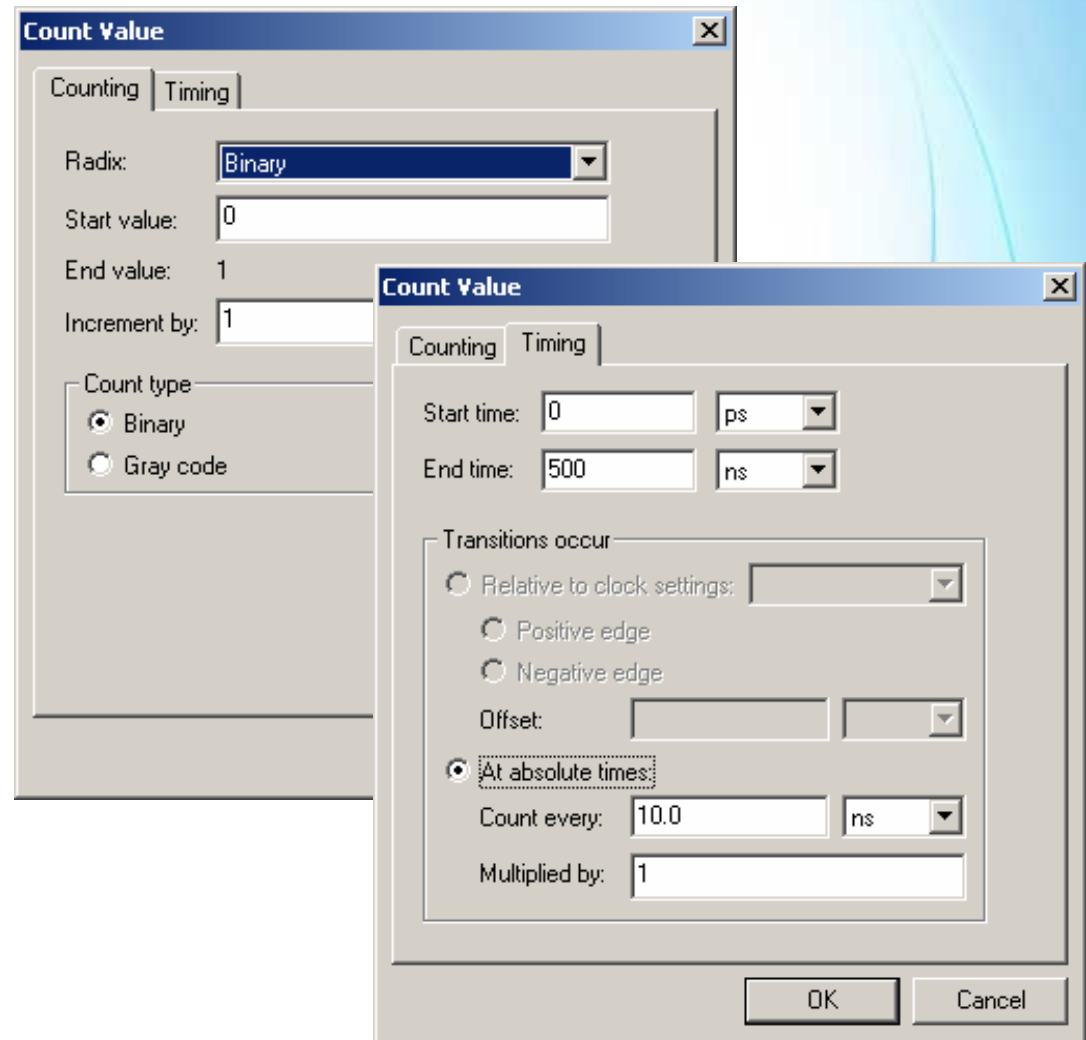 Count Value
Counting Timing
Radix: Binary
Start value: 0
End value: 1
Increment by: 1
Count type
Binary
Gray code
Count Value
Counting Timing
Start time: 0 ps
End time: 500 ns
Transitions occur
Relative to clock settings:
Positive edge
Negative edge
Offset:
At absolute times:
Count every: 10.0 ns
Multiplied by: 1
OK Cancel